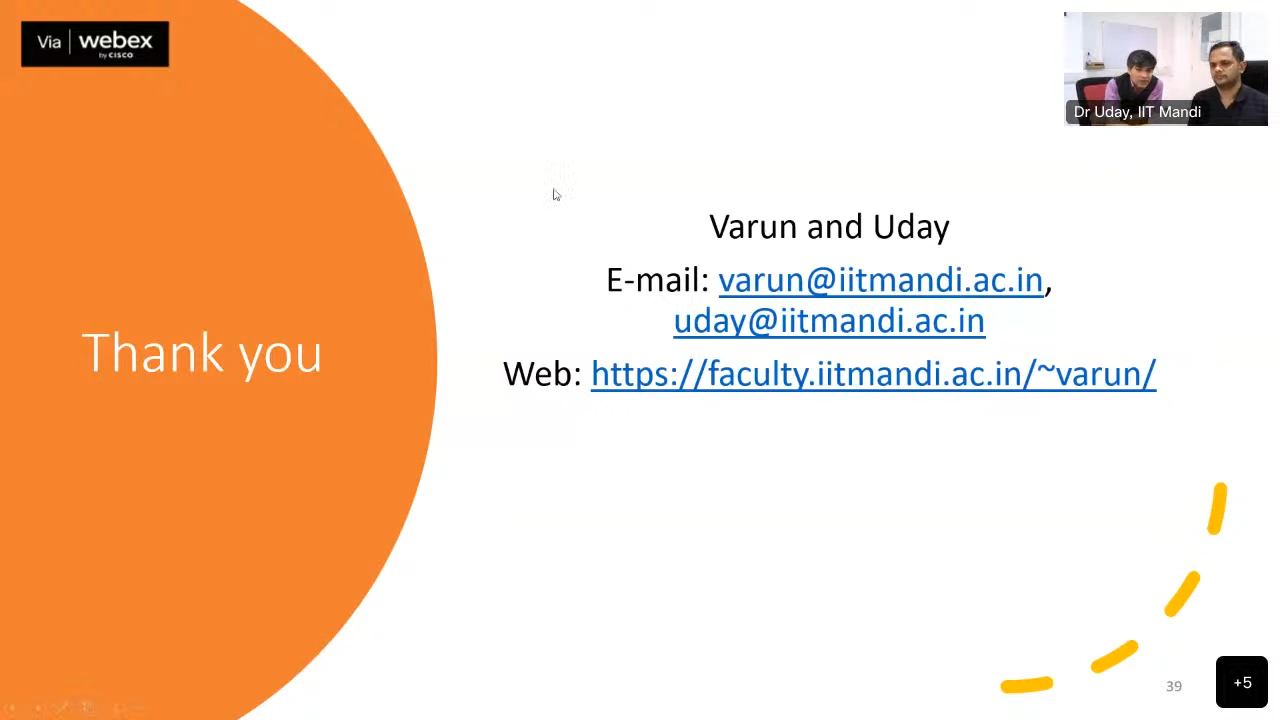 Via | webex
by CISCO
Dr Uday, IIT Mandi
Varun and Uday
E-mail: varun@iitmandi.ac.in,
uday@iitmandi.ac.in
Thank you
Web: https://faculty.iitmandi.ac.in/~varun/
39
+5